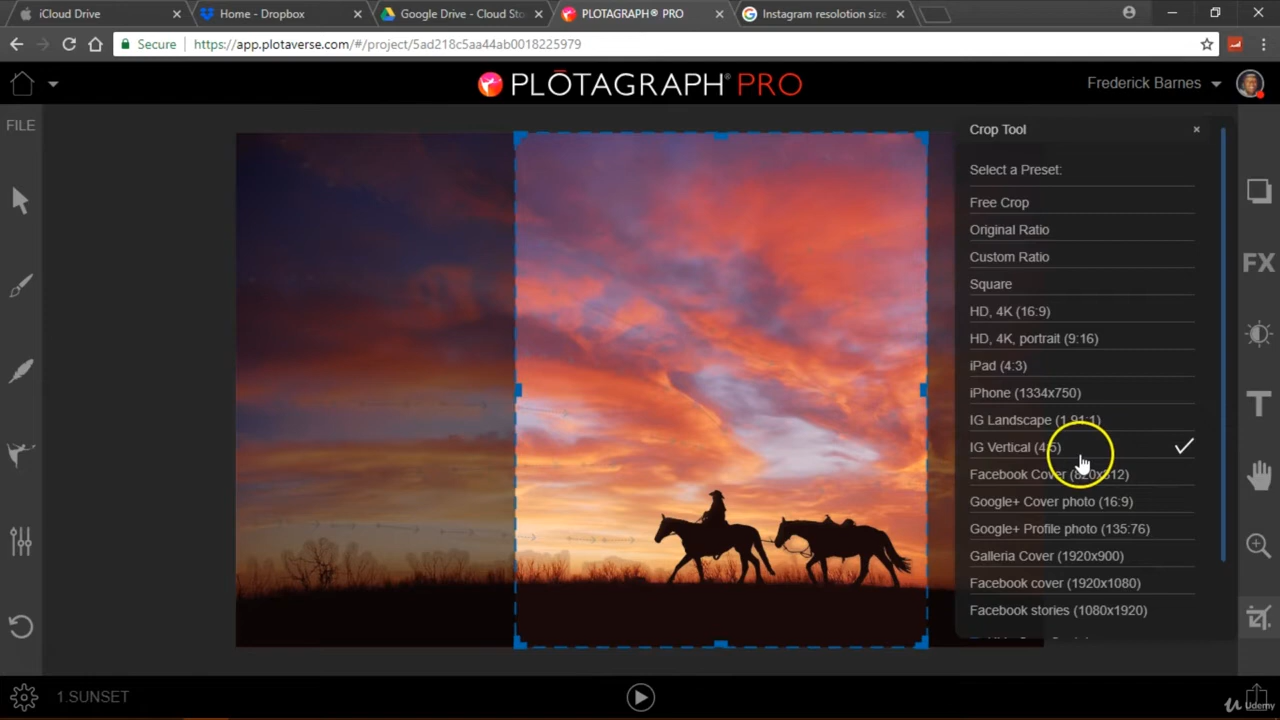 iCloud Drive
Home - Dropbox
Google Drive - Cloud Sto
PLOTAGRAPH® PRO
Instagram resolotion size
Secure
https://app.plotaverse.com/#/project/5ad218c5aa44ab0018225979
PLŌTAGRAPH® PRO
Frederick Barnes
FILE
Crop Tool
Select a Preset:
Free Crop
Original Ratio
Custom Ratio
Square
HD, 4K (16:9)
HD, 4K, portrait (9:16)
iPad (4:3)
iPhone (1334x750)
IG Landscape (1.91:1)
IG Vertical (4:5)
Facebook Cover (820x312)
Google+ Cover photo (16:9)
Google+ Profile photo (135:76)
Galleria Cover (1920x900)
Facebook cover (1920x1080)
Facebook stories (1080x1920)
FX
T
1.SUNSET
Udemy